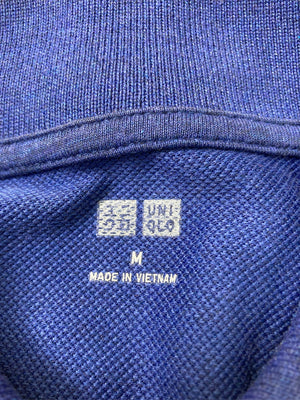 ユニ UNI
クロ QLO
M
MADE IN VIETNAM